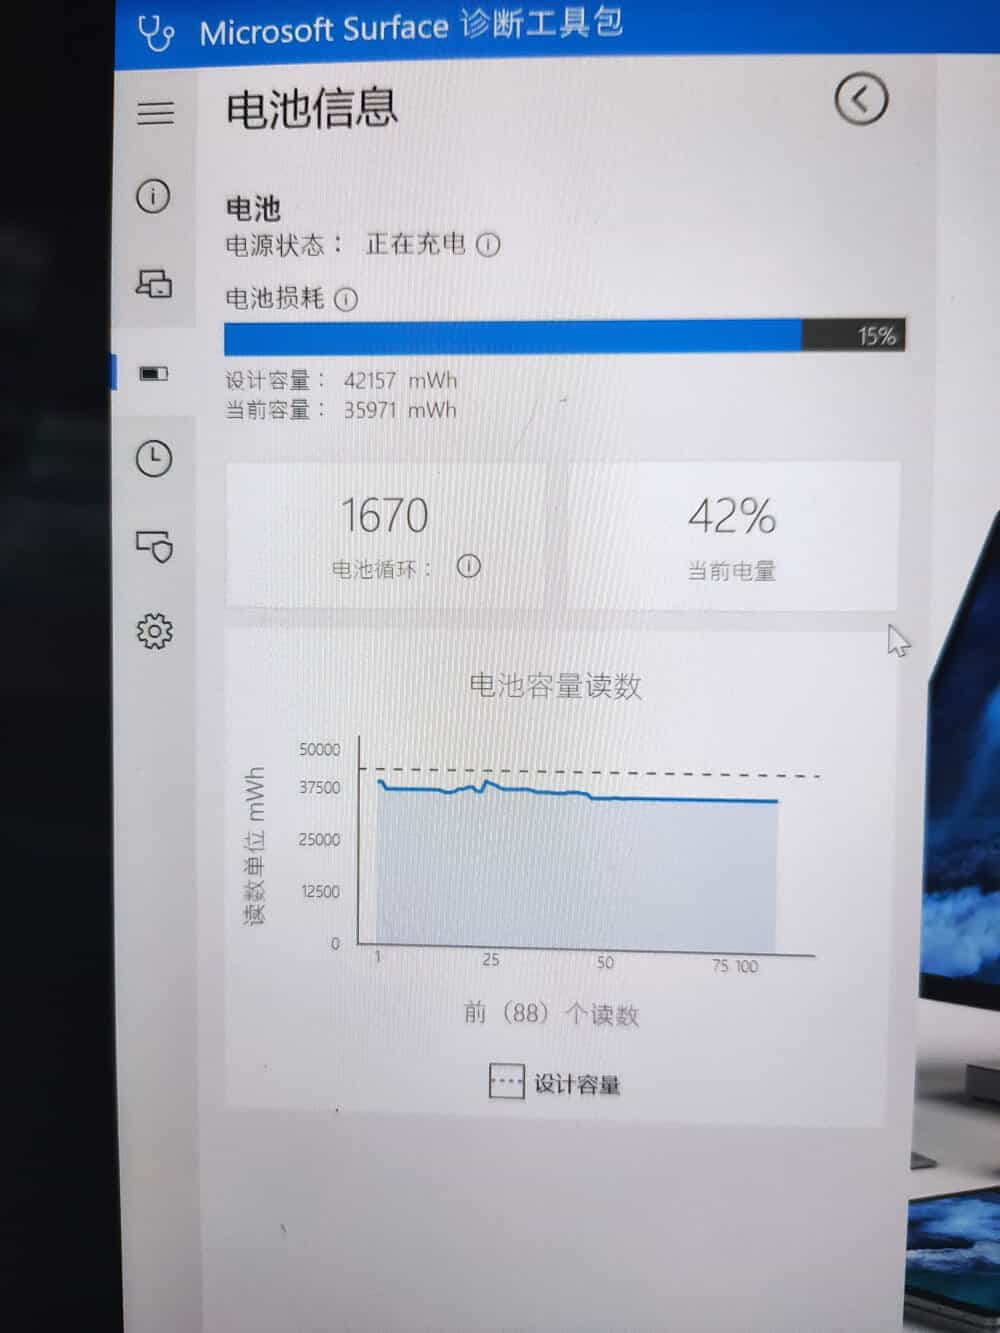 Microsoft Surface 诊断工具包
电池信息
电池
电源状态： 正在充电
电池损耗
15%
设计容量： 42157 mWh
当前容量： 35971 mWh
1670
电池循环：
42%
当前电量
电池容量读数
读数单位 mWh
50000
37500
25000
12500
0
1 25 50 75 100
前（88）个读数
设计容量